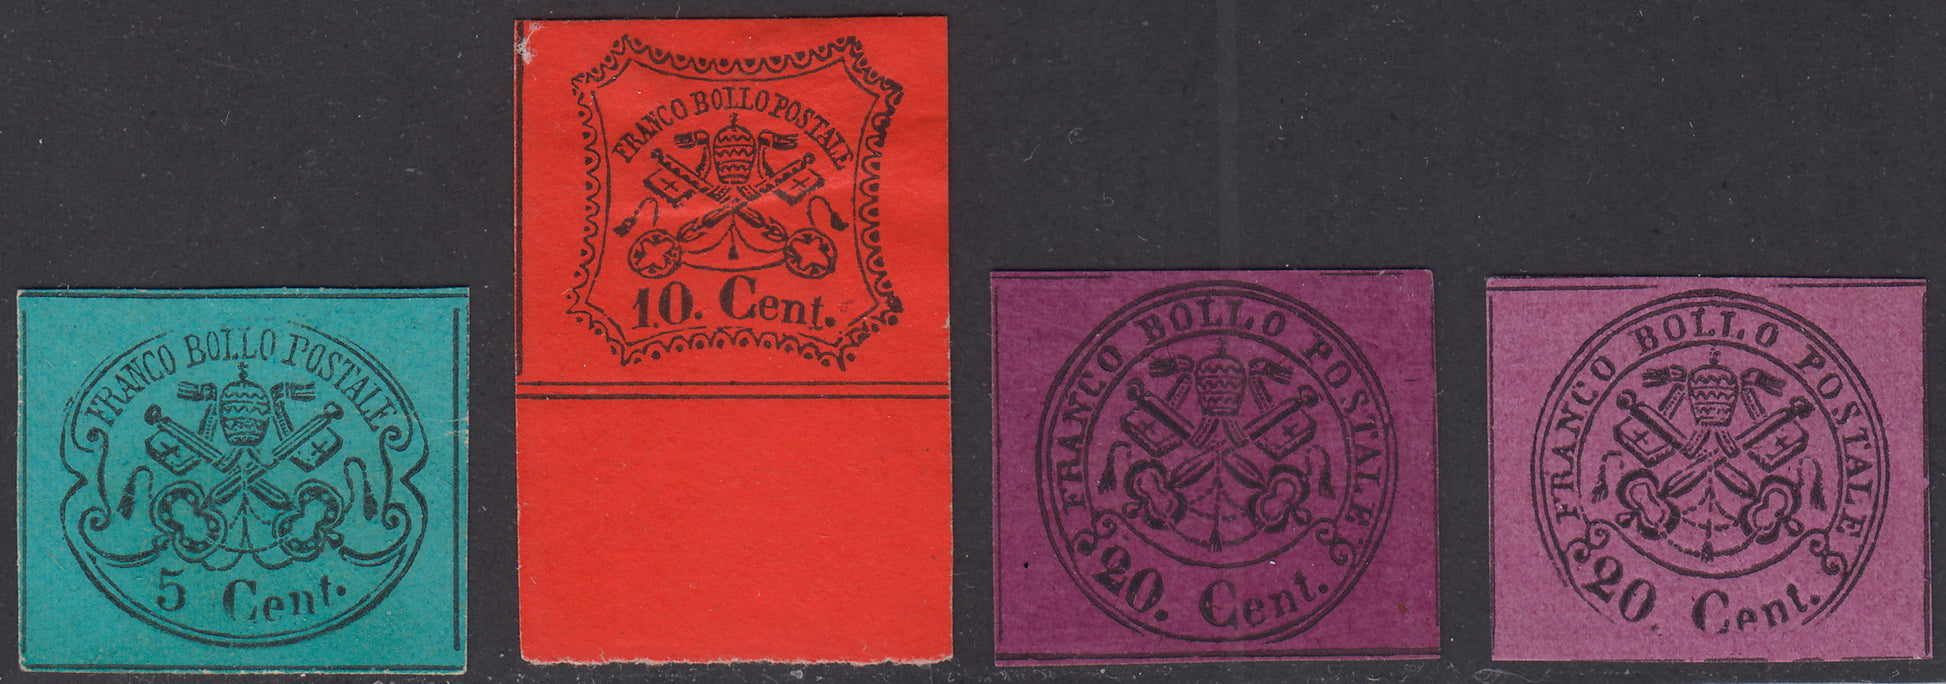 FRANCO BOLLO POSTALE
5 Cent.
FRANCO BOLLO POSTALE
10. Cent.
FRANCO BOLLO POSTALE
20. Cent.
FRANCO BOLLO POSTALE
20 Cent.